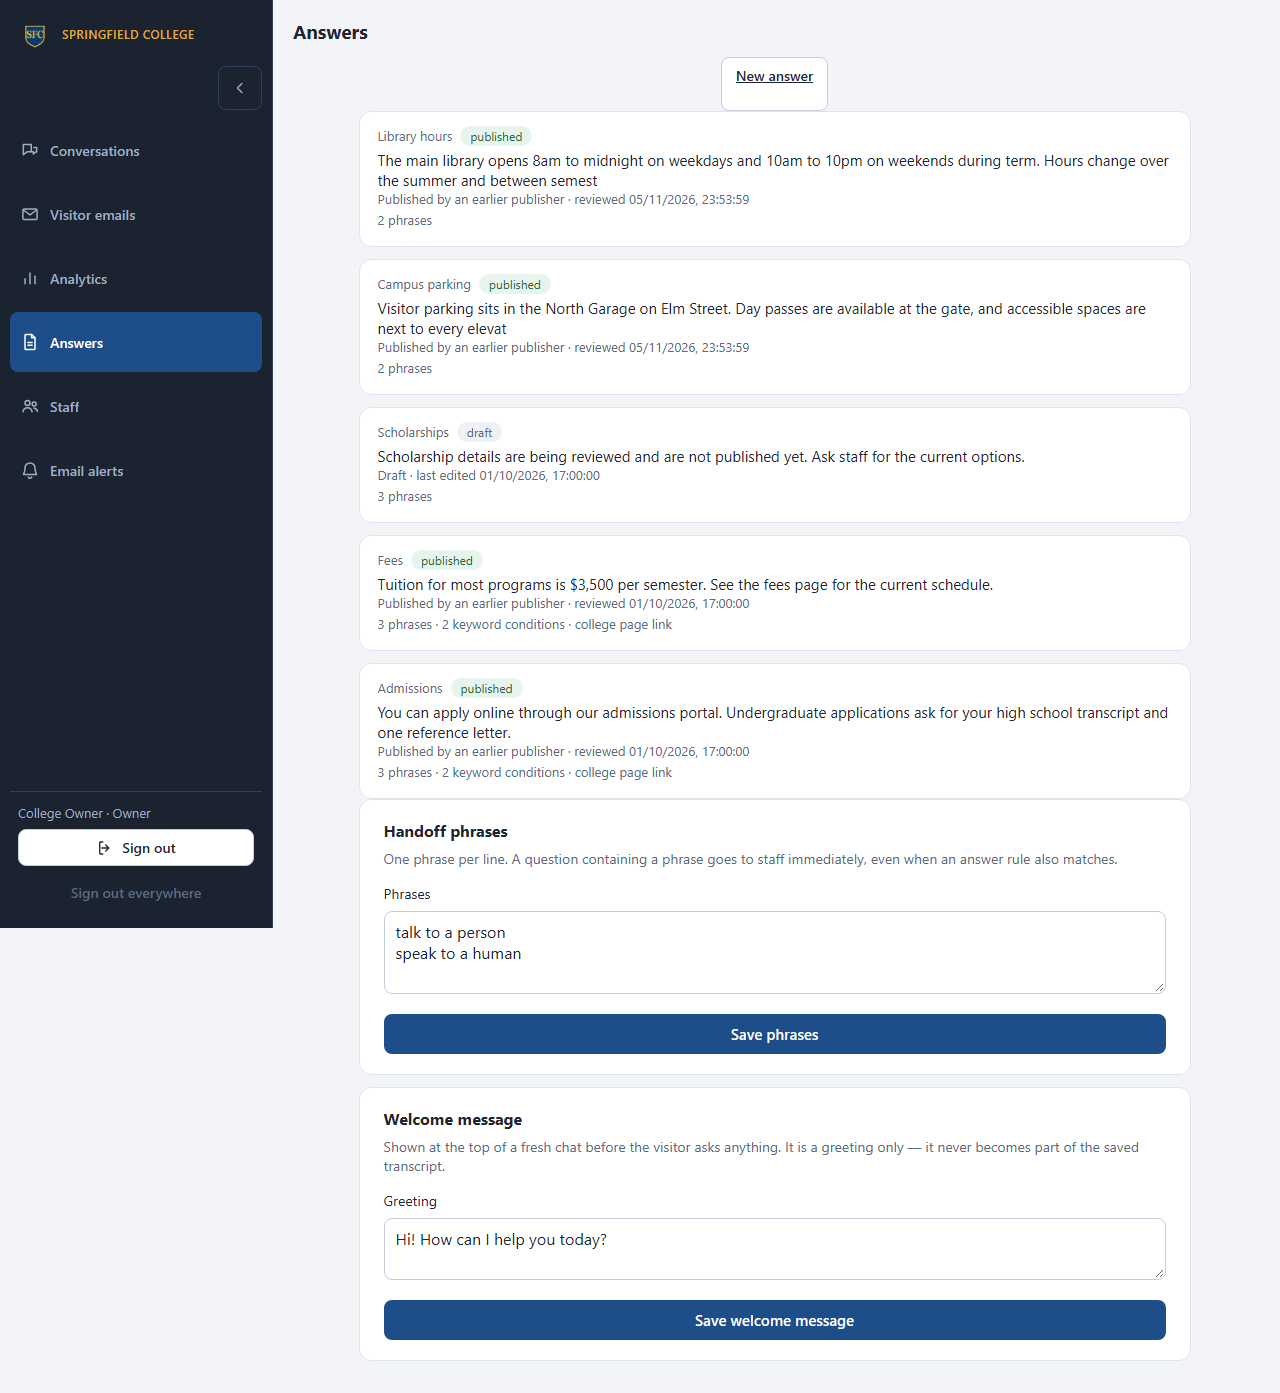 SFC
SPRINGFIELD COLLEGE
Conversations
Visitor emails
Analytics
Answers
Staff
Email alerts
College Owner · Owner
Sign out
Sign out everywhere
Answers
New answer
Library hours published
The main library opens 8am to midnight on weekdays and 10am to 10pm on weekends during term. Hours change over
the summer and between semest
Published by an earlier publisher · reviewed 05/11/2026, 23:53:59
2 phrases
Campus parking published
Visitor parking sits in the North Garage on Elm Street. Day passes are available at the gate, and accessible spaces are
next to every elevat
Published by an earlier publisher · reviewed 05/11/2026, 23:53:59
2 phrases
Scholarships draft
Scholarship details are being reviewed and are not published yet. Ask staff for the current options.
Draft · last edited 01/10/2026, 17:00:00
3 phrases
Fees published
Tuition for most programs is $3,500 per semester. See the fees page for the current schedule.
Published by an earlier publisher · reviewed 01/10/2026, 17:00:00
3 phrases · 2 keyword conditions · college page link
Admissions published
You can apply online through our admissions portal. Undergraduate applications ask for your high school transcript and
one reference letter.
Published by an earlier publisher · reviewed 01/10/2026, 17:00:00
3 phrases · 2 keyword conditions · college page link
Handoff phrases
One phrase per line. A question containing a phrase goes to staff immediately, even when an answer rule also matches.
Phrases
talk to a person
speak to a human
Save phrases
Welcome message
Shown at the top of a fresh chat before the visitor asks anything. It is a greeting only — it never becomes part of the saved
transcript.
Greeting
Hi! How can I help you today?
Save welcome message